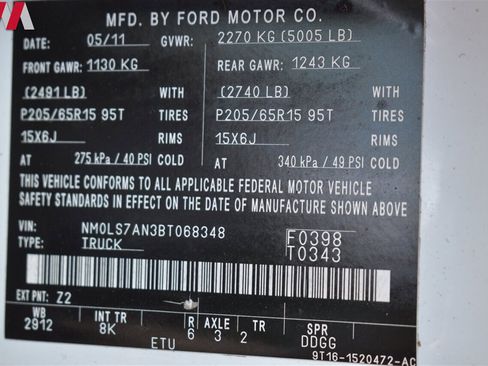 MFD. BY FORD MOTOR CO.
DATE: 05/11 GVWR: 2270 KG (5005 LB)
FRONT GAWR: 1130 KG REAR GAWR: 1243 KG
(2491 LB) WITH (2740 LB) WITH
P205/65R15 95T TIRES P205/65R15 95T TIRES
15X6J RIMS 15X6J RIMS
AT 275 kPa / 40 PSI COLD AT 340 kPa / 49 PSI COLD
THIS VEHICLE CONFORMS TO ALL APPLICABLE FEDERAL MOTOR VEHICLE
SAFETY STANDARDS IN EFFECT ON THE DATE OF MANUFACTURE SHOWN ABOVE
VIN: NM0LS7AN3BT068348 F0398
TYPE: TRUCK T0343
EXT PNT: Z2
WB INT TR R AXLE TR SPR
2912 8K 6 3 2 DDGG
ETU 9T16-1520472-AC